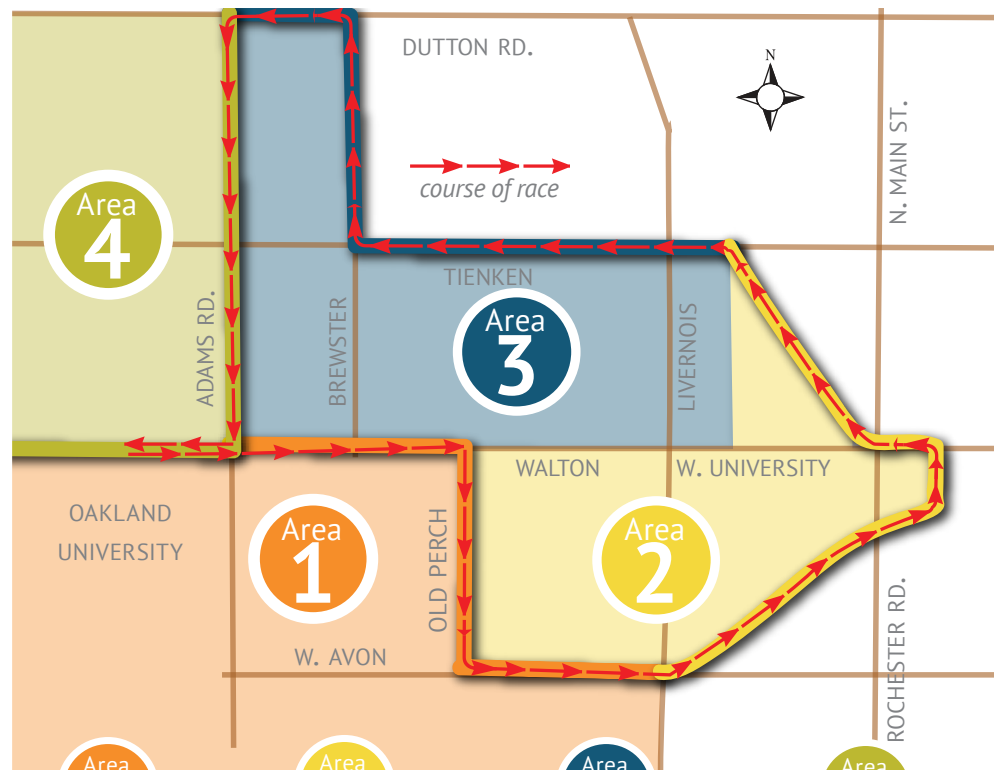 DUTTON RD.
N
N. MAIN ST.
course of race
Area
4
TIENKEN
ADAMS RD.
BREWSTER
Area
3
LIVERNOIS
WALTON
W. UNIVERSITY
OAKLAND
UNIVERSITY
Area
1
OLD PERCH
Area
2
W. AVON
ROCHESTER RD.
Area
Area
Area
Area